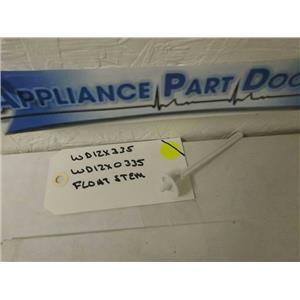 APPLIANCE PART DOC
WD12X335
WD12X0335
FLOAT STEM